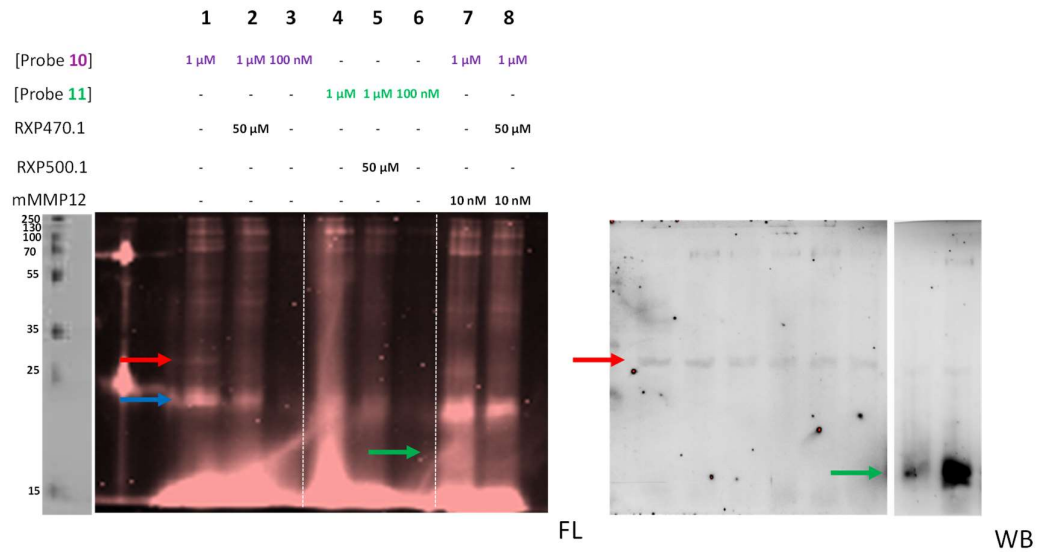 1 2 3 4 5 6 7 8
[Probe 10] 1 µM 1 µM 100 nM - - - 1 µM 1 µM
[Probe 11] - - - 1 µM 1 µM 100 nM - -
RXP470.1 - 50 µM - - - - - 50 µM
RXP500.1 - - - - 50 µM - - -
mMMP12 - - - - - - 10 nM 10 nM
250
130
100
70
55
35
25
15
FL
WB